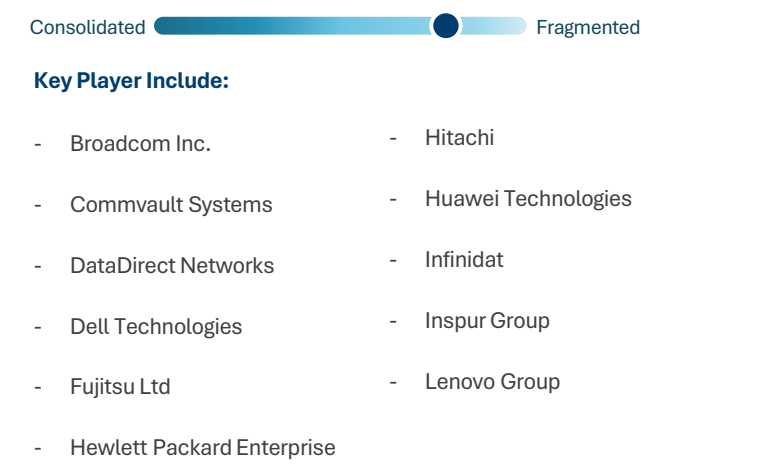 Consolidated Fragmented
Key Player Include:
- Broadcom Inc.
- Commvault Systems
- DataDirect Networks
- Dell Technologies
- Fujitsu Ltd
- Hewlett Packard Enterprise
- Hitachi
- Huawei Technologies
- Infinidat
- Inspur Group
- Lenovo Group